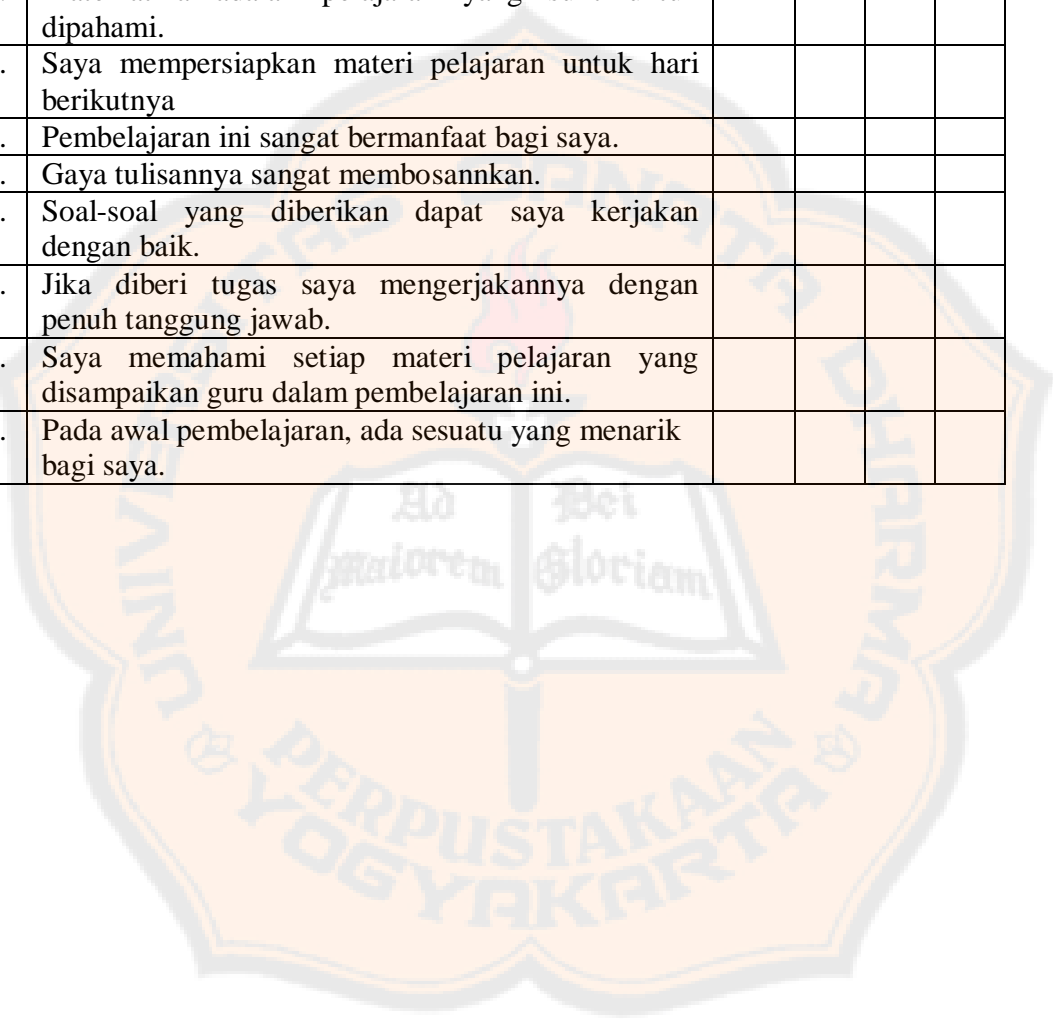 dipahami.
. Saya mempersiapkan materi pelajaran untuk hari
berikutnya
. Pembelajaran ini sangat bermanfaat bagi saya.
. Gaya tulisannya sangat membosannkan.
. Soal-soal yang diberikan dapat saya kerjakan
dengan baik.
. Jika diberi tugas saya mengerjakannya dengan
penuh tanggung jawab.
. Saya memahami setiap materi pelajaran yang
disampaikan guru dalam pembelajaran ini.
. Pada awal pembelajaran, ada sesuatu yang menarik
bagi saya.
UNIVERSITAS SANATA DHARMA
Ad Dei
Maiorem Gloriam
PERPUSTAKAAN
YOGYAKARTA